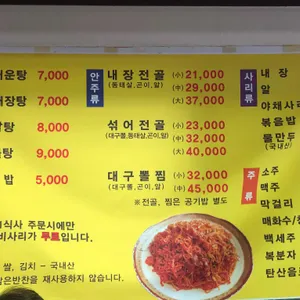 매운탕 7,000
내장탕 7,000
알탕 8,000
9,000
밥 5,000
식사 주문시에만
비사리가 무료입니다.
쌀, 김치 - 국내산
남은반찬을 재사용하지않습니다
안주류
내장전골 (小) 21,000
(동태살,곤이,알) (中) 29,000
(大) 37,000
섞어전골 (小) 23,000
(대구뽈,동태살,곤이,알) (中) 32,000
(大) 40,000
대구뽈찜 (小) 32,000
(대구뽈,곤이,알) (中) 45,000
※전골, 찜은 공기밥 별도
사리류
내장
알
야채사리
볶음밥
물만두
(국내산)
주류
소주
맥주
막걸리
매화수/
백세주
복분자
탄산음